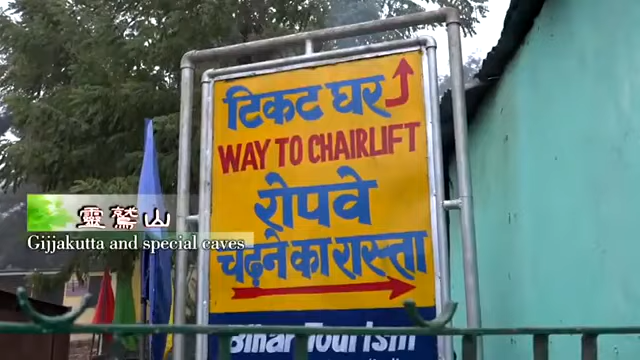 टिकट घर
WAY TO CHAIRLIFT
रोपवे
चढ़ने का रास्ता
Bihar Tourism
靈鷲山
Gijjakutta and special caves